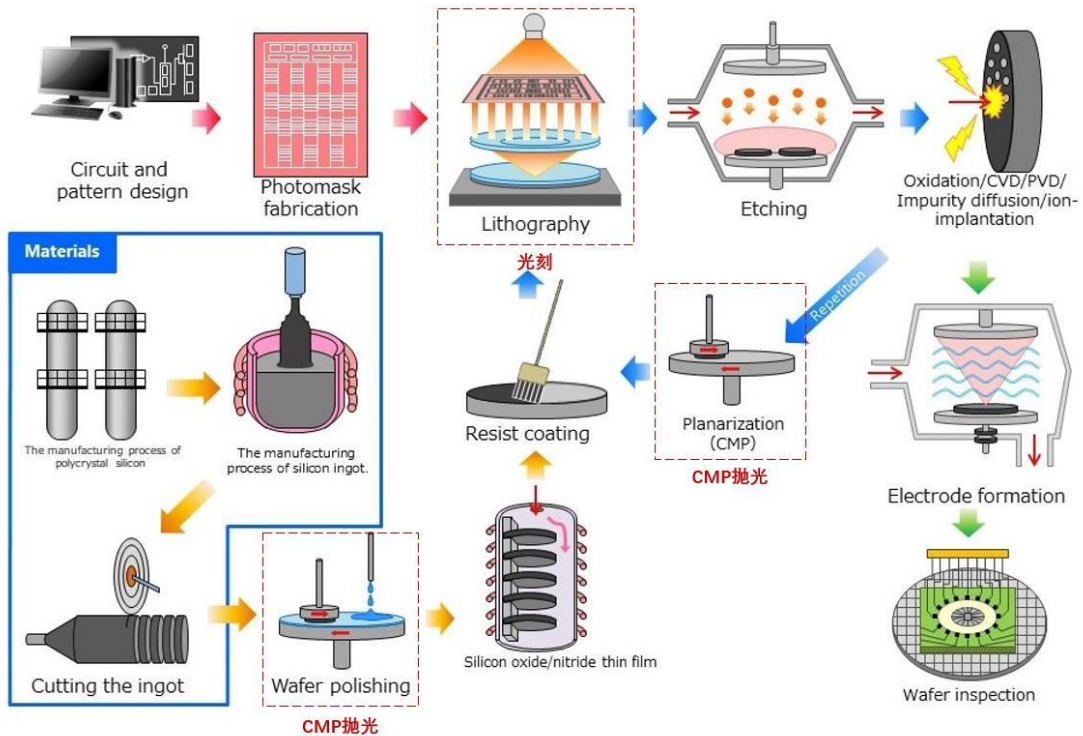 Circuit and
pattern design
Photomask
fabrication
Lithography
光刻
Etching
Oxidation/CVD/PVD/
Impurity diffusion/ion-
implantation
Materials
The manufacturing process of
polycrystal silicon
The manufacturing
process of silicon ingot.
Resist coating
Repetition
Planarization
(CMP)
CMP抛光
Electrode formation
Cutting the ingot
Wafer polishing
CMP抛光
Silicon oxide/nitride thin film
Wafer inspection